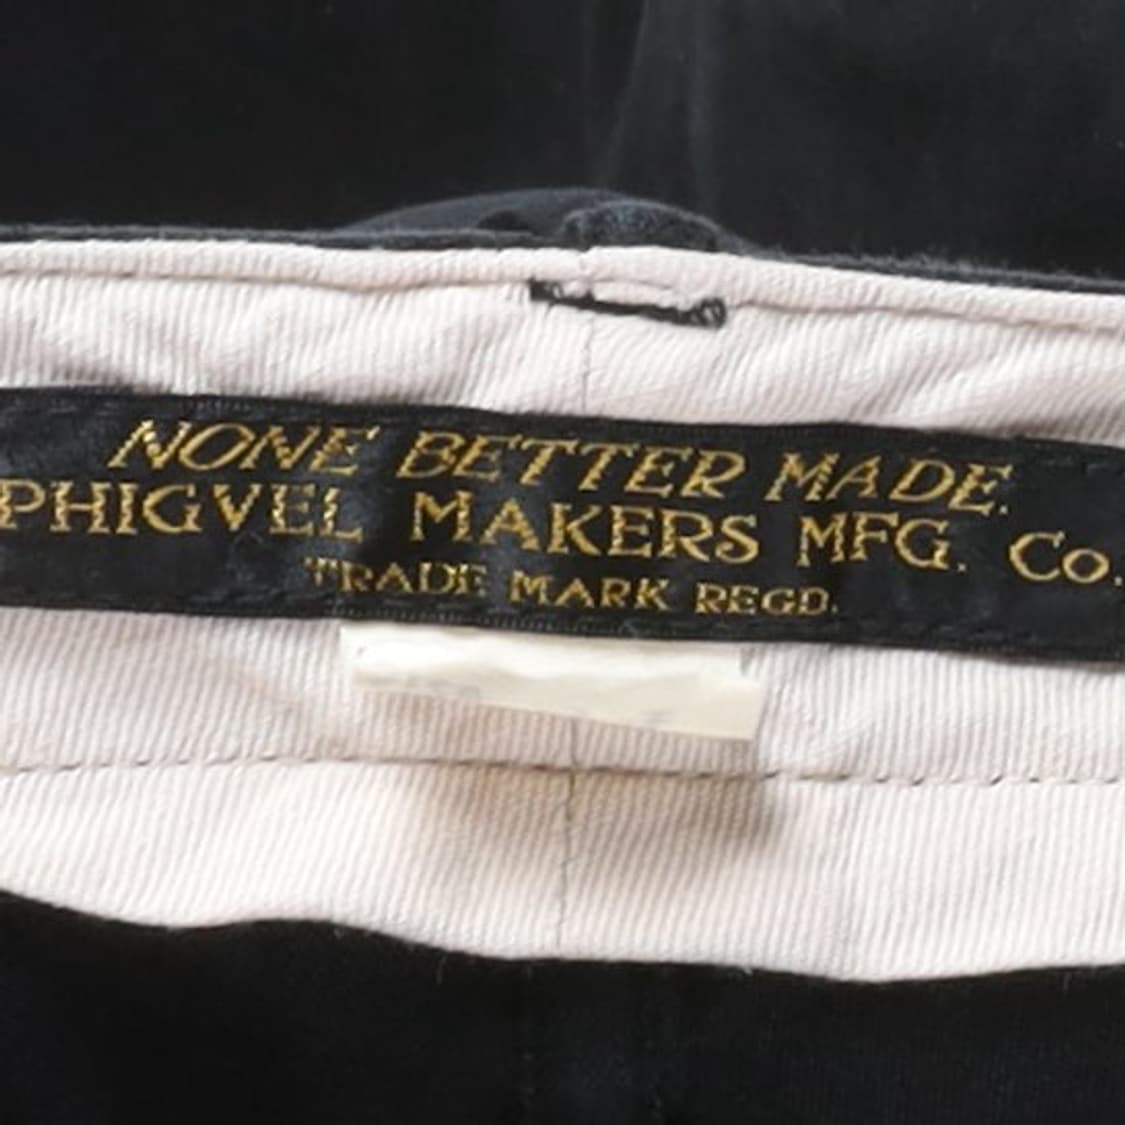 NONE BETTER MADE.
PHIGVEL MAKERS MFG. Co.
TRADE MARK REGD.